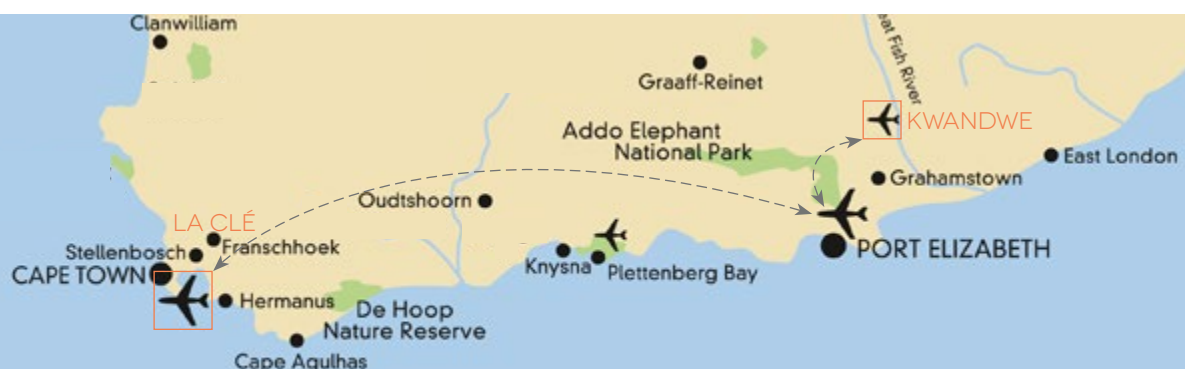 Clanwilliam
eat Fish River
Graaff-Reinet
KWANDWE
Addo Elephant
National Park
East London
Grahamstown
Oudtshoorn
LA CLÉ
Stellenbosch
Franschhoek
CAPE TOWN
PORT ELIZABETH
Knysna
Plettenberg Bay
Hermanus
De Hoop
Nature Reserve
Cape Agulhas